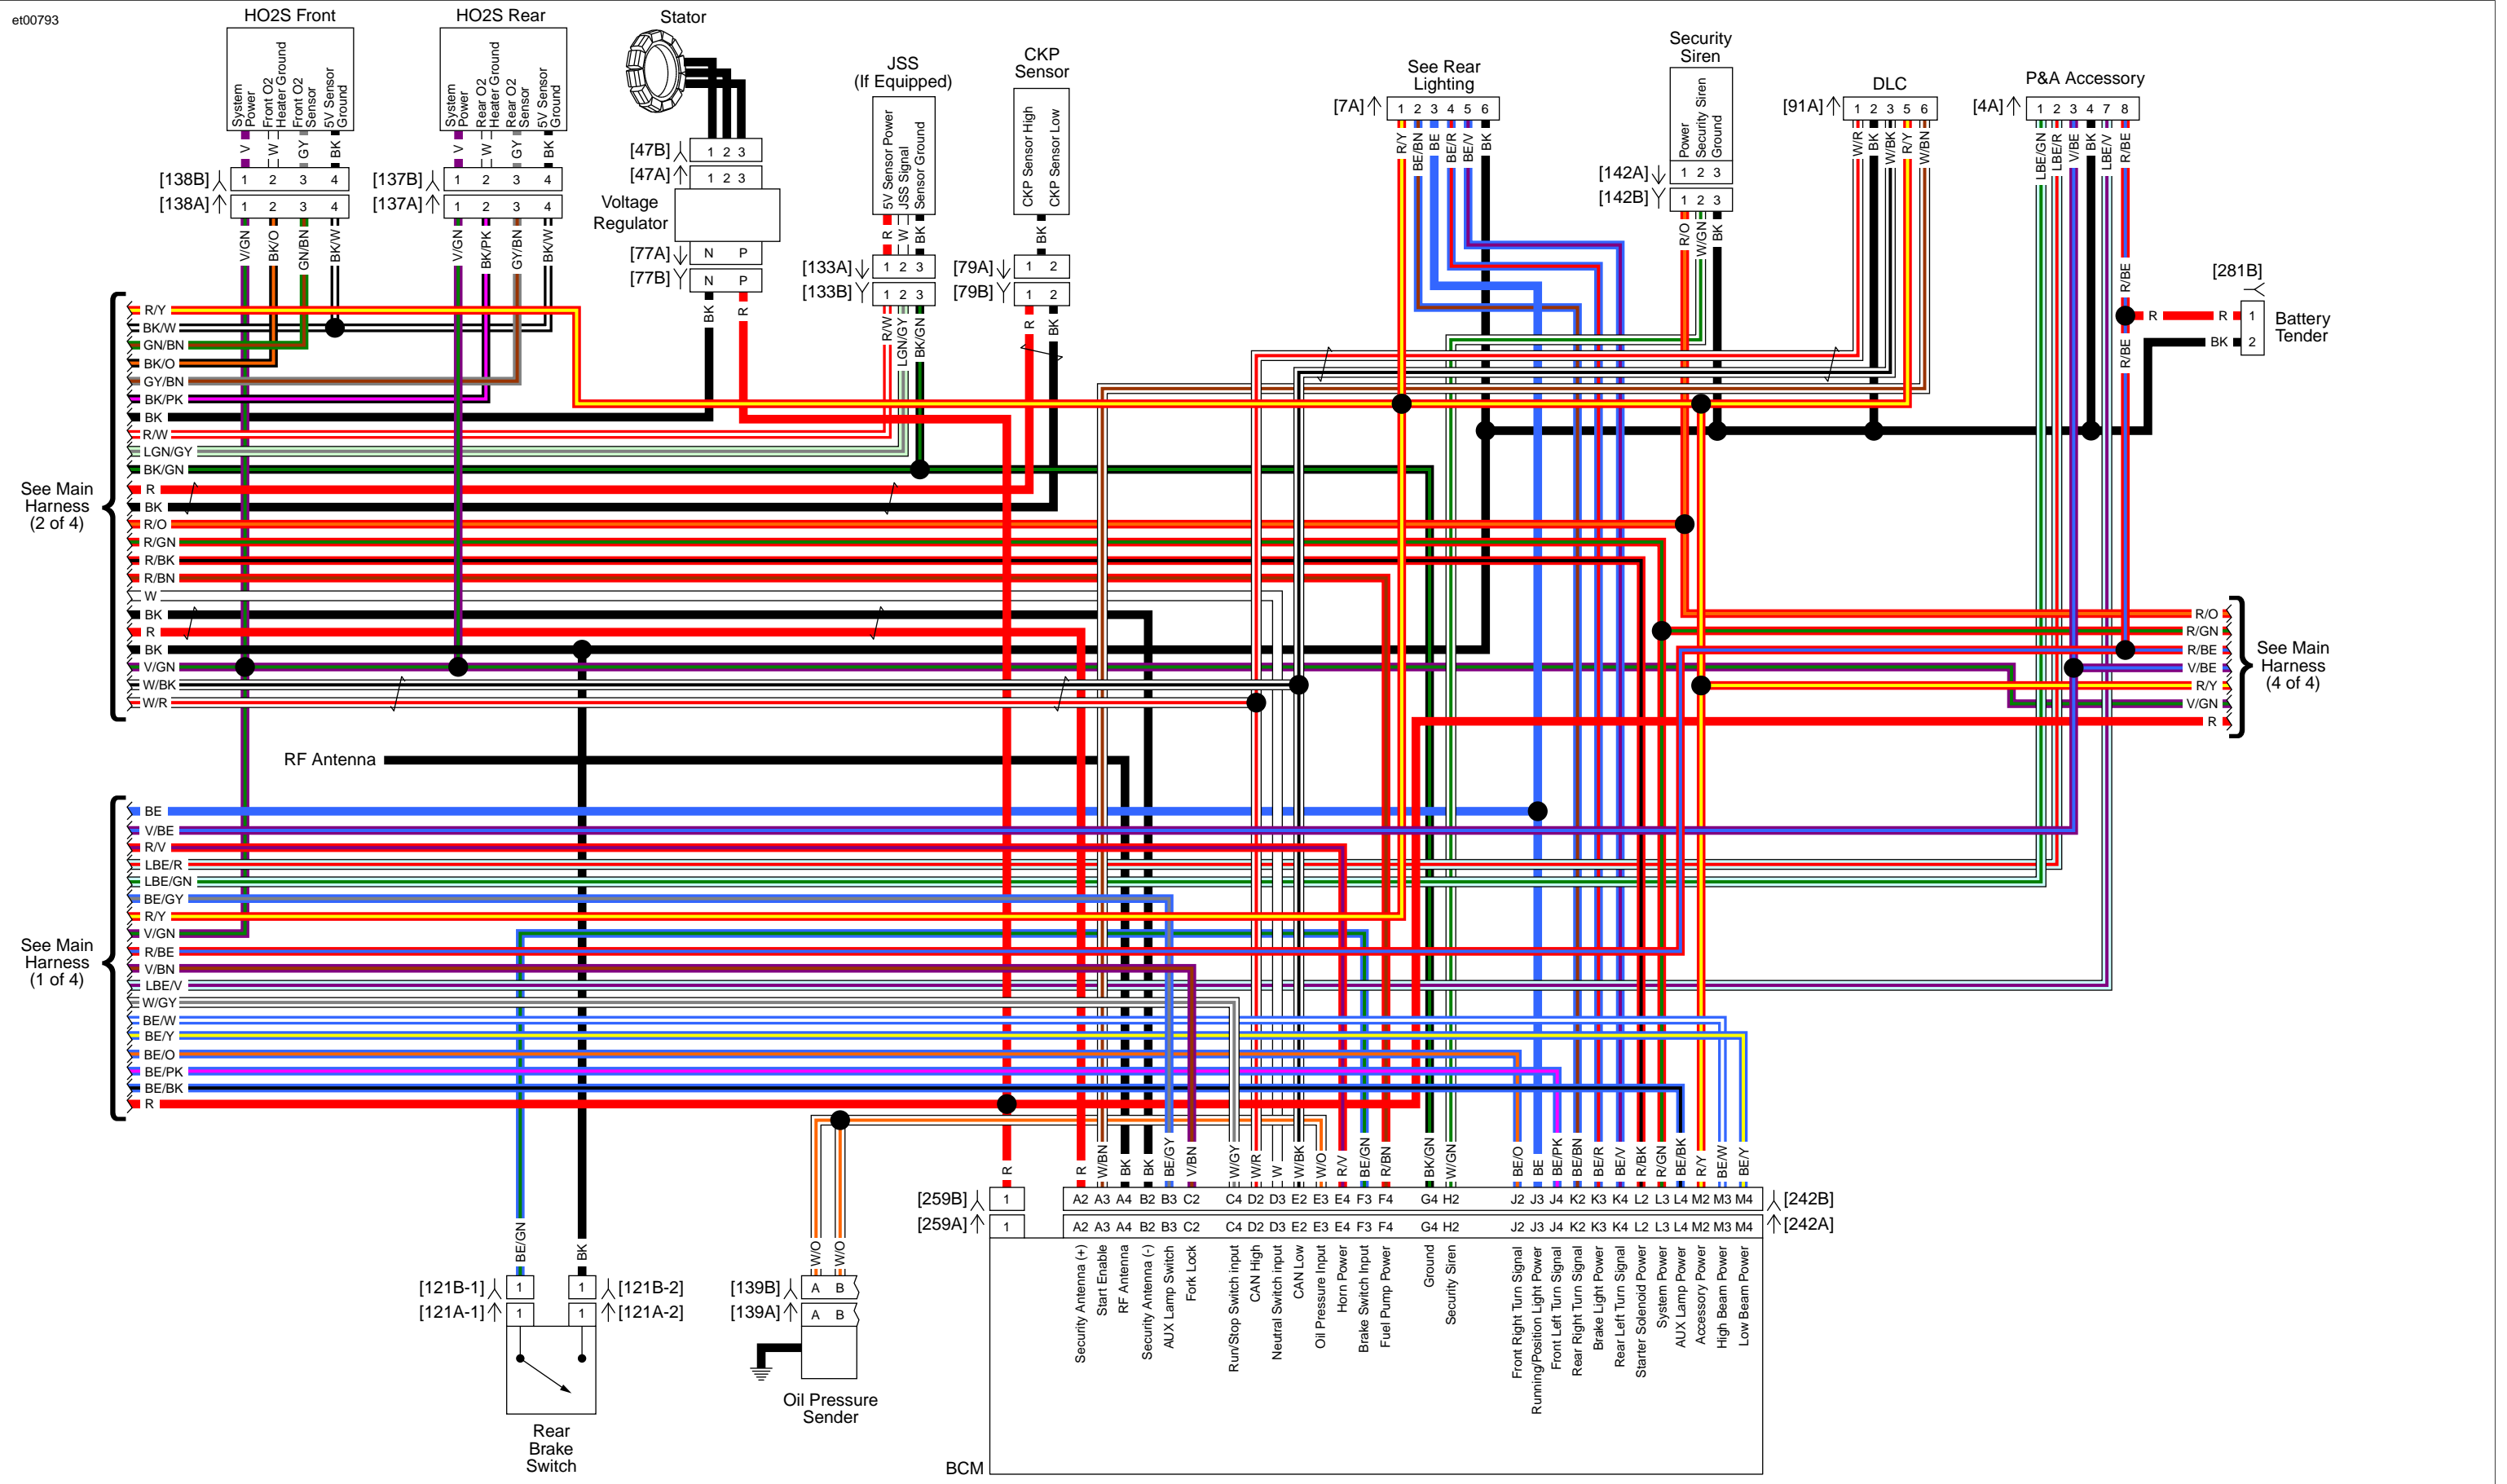 et00793
HO2S Front
System Power
Front O2 Heater Ground
Front O2 Sensor
5V Sensor Ground
V W GY BK
[138B] 1 2 3 4
[138A] 1 2 3 4
V/GN BK/O GN/BN BK/W
HO2S Rear
System Power
Rear O2 Heater Ground
Rear O2 Sensor
5V Sensor Ground
V W GY BK
[137B] 1 2 3 4
[137A] 1 2 3 4
V/GN BK/PK GY/BN BK/W
Stator
[47B] 1 2 3
[47A] 1 2 3
Voltage
Regulator
[77A] N P
[77B] N P
BK R
JSS
(If Equipped)
5V Sensor Power
JSS Signal
Sensor Ground
R W BK
[133A] 1 2 3
[133B] 1 2 3
R/W LGN/GY BK/GN
CKP
Sensor
CKP Sensor High
CKP Sensor Low
BK
[79A] 1 2
[79B] 1 2
R BK
See Rear
Lighting
[7A] 1 2 3 4 5 6
R/Y BE/BN BE BE/R BE/V BK
Security
Siren
Power
Security Siren
Ground
[142A] 1 2 3
[142B] 1 2 3
R/O W/GN BK
DLC
[91A] 1 2 3 5 6
W/R BK W/BK R/Y W/BN
P&A Accessory
[4A] 1 2 3 4 7 8
LBE/GN LBE/R V/BE BK LBE/V R/BE
R/BE
R/BE
[281B]
R R 1
BK 2
Battery
Tender
See Main
Harness
(2 of 4)
R/Y
BK/W
GN/BN
BK/O
GY/BN
BK/PK
BK
R/W
LGN/GY
BK/GN
R
BK
R/O
R/GN
R/BK
R/BN
W
BK
R
BK
V/GN
W/BK
W/R
R/O
R/GN
R/BE
V/BE
R/Y
V/GN
R
See Main
Harness
(4 of 4)
RF Antenna
See Main
Harness
(1 of 4)
BE
V/BE
R/V
LBE/R
LBE/GN
BE/GY
R/Y
V/GN
R/BE
V/BN
LBE/V
W/GY
BE/W
BE/Y
BE/O
BE/PK
BE/BK
R
BE/GN BK
[121B-1] 1 1 [121B-2]
[121A-1] 1 1 [121A-2]
Rear
Brake
Switch
W/O W/O
[139B] A B
[139A] A B
Oil Pressure
Sender
R R W/BN BK BK BE/GY V/BN W/GY W/R W W/BK W/O R/V BE/GN R/BN BK/GN W/GN BE/O BE BE/PK BE/BN BE/R BE/V R/BK R/GN BE/BK R/Y BE/W BE/Y
[259B] 1 A2 A3 A4 B2 B3 C2 C4 D2 D3 E2 E3 E4 F3 F4 G4 H2 J2 J3 J4 K2 K3 K4 L2 L3 L4 M2 M3 M4 [242B]
[259A] 1 A2 A3 A4 B2 B3 C2 C4 D2 D3 E2 E3 E4 F3 F4 G4 H2 J2 J3 J4 K2 K3 K4 L2 L3 L4 M2 M3 M4 [242A]
Security Antenna (+)
Start Enable
RF Antenna
Security Antenna (-)
AUX Lamp Switch
Fork Lock
Run/Stop Switch input
CAN High
Neutral Switch input
CAN Low
Oil Pressure Input
Horn Power
Brake Switch Input
Fuel Pump Power
Ground
Security Siren
Front Right Turn Signal
Running/Position Light Power
Front Left Turn Signal
Rear Right Turn Signal
Brake Light Power
Rear Left Turn Signal
Starter Solenoid Power
System Power
AUX Lamp Power
Accessory Power
High Beam Power
Low Beam Power
BCM